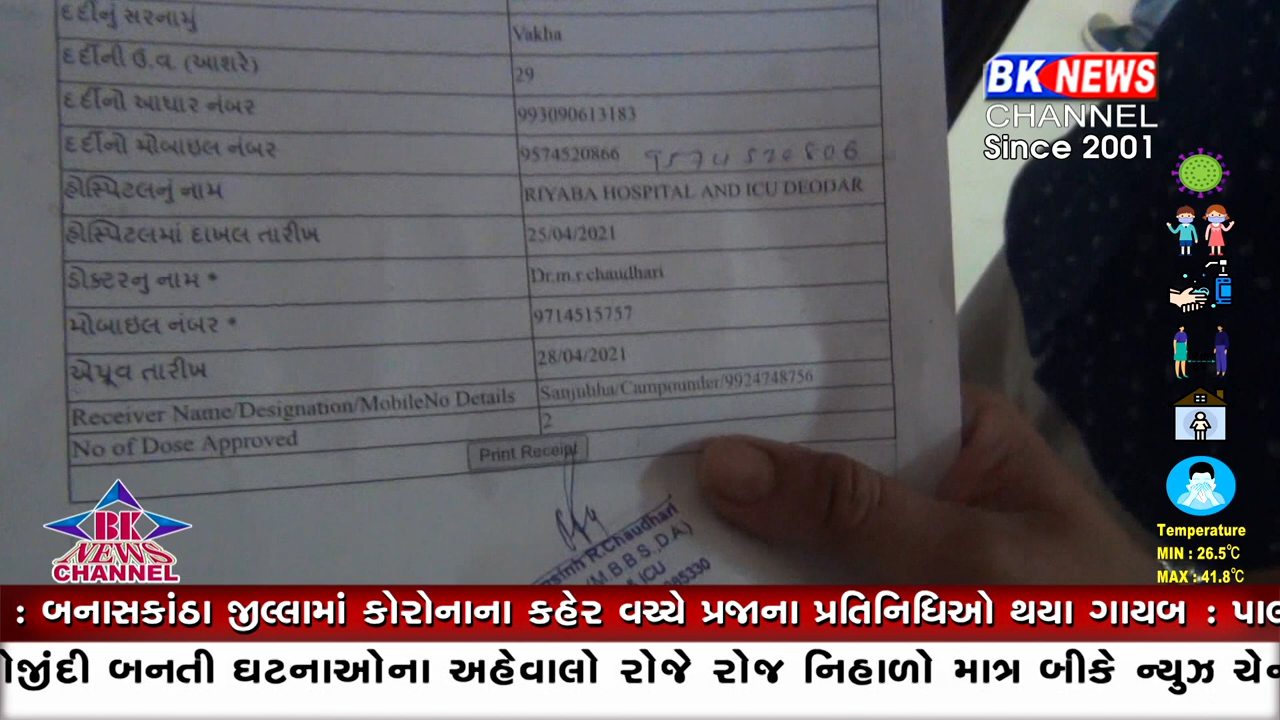 દર્દીનું સરનામું Vakha
દર્દીની ઉ.વ. (આશરે) 29
દર્દીનો આધાર નંબર 993090613183
દર્દીનો મોબાઇલ નંબર 9574520866 9574520806
હોસ્પિટલનું નામ RIYABA HOSPITAL AND ICU DEODAR
હોસ્પિટલમાં દાખલ તારીખ 25/04/2021
ડોક્ટરનુ નામ * Dr.m.r.chaudhari
મોબાઇલ નંબર * 9714515757
એપ્રૂવ તારીખ 28/04/2021
Receiver Name/Designation/MobileNo Details Sanjubha/Campounder/9924748756
No of Dose Approved 2
Print Receipt
R.Chaudhari
(M.B.B.S.,D.A.)
ICU
85330
BK NEWS
CHANNEL
Since 2001
Temperature
MIN : 26.5℃
MAX : 41.8℃
BK
NEWS
CHANNEL
: બનાસકાંઠા જીલ્લામાં કોરોનાના કહેર વચ્ચે પ્રજાના પ્રતિનિધિઓ થયા ગાયબ : પાલ
ોજીંદી બનતી ઘટનાઓના અહેવાલો રોજે રોજ નિહાળો માત્ર બીકે ન્યુઝ ચેન